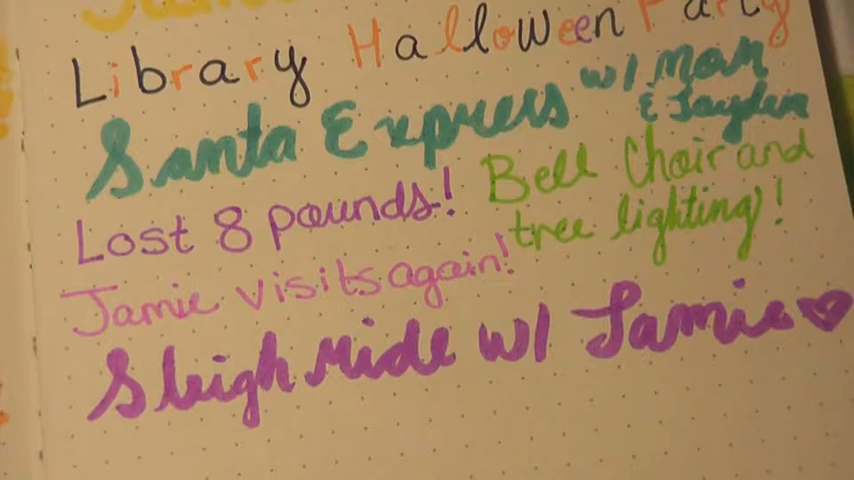 Library Halloween Party
Santa Express w/ Mom
& Jayden
Lost 8 pounds!
Bell Choir and
tree lighting!
Jamie visits again!
Sleigh ride w/ Jamie